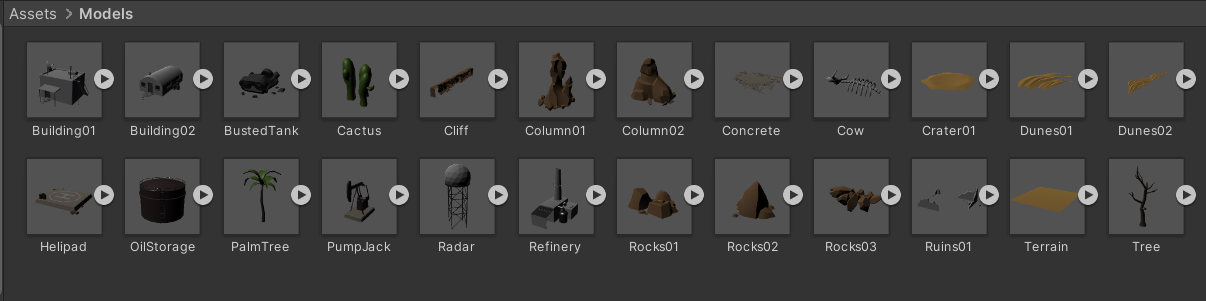 Assets > Models
Building01 Building02 BustedTank Cactus Cliff Column01 Column02 Concrete Cow Crater01 Dunes01 Dunes02
Helipad OilStorage PalmTree PumpJack Radar Refinery Rocks01 Rocks02 Rocks03 Ruins01 Terrain Tree